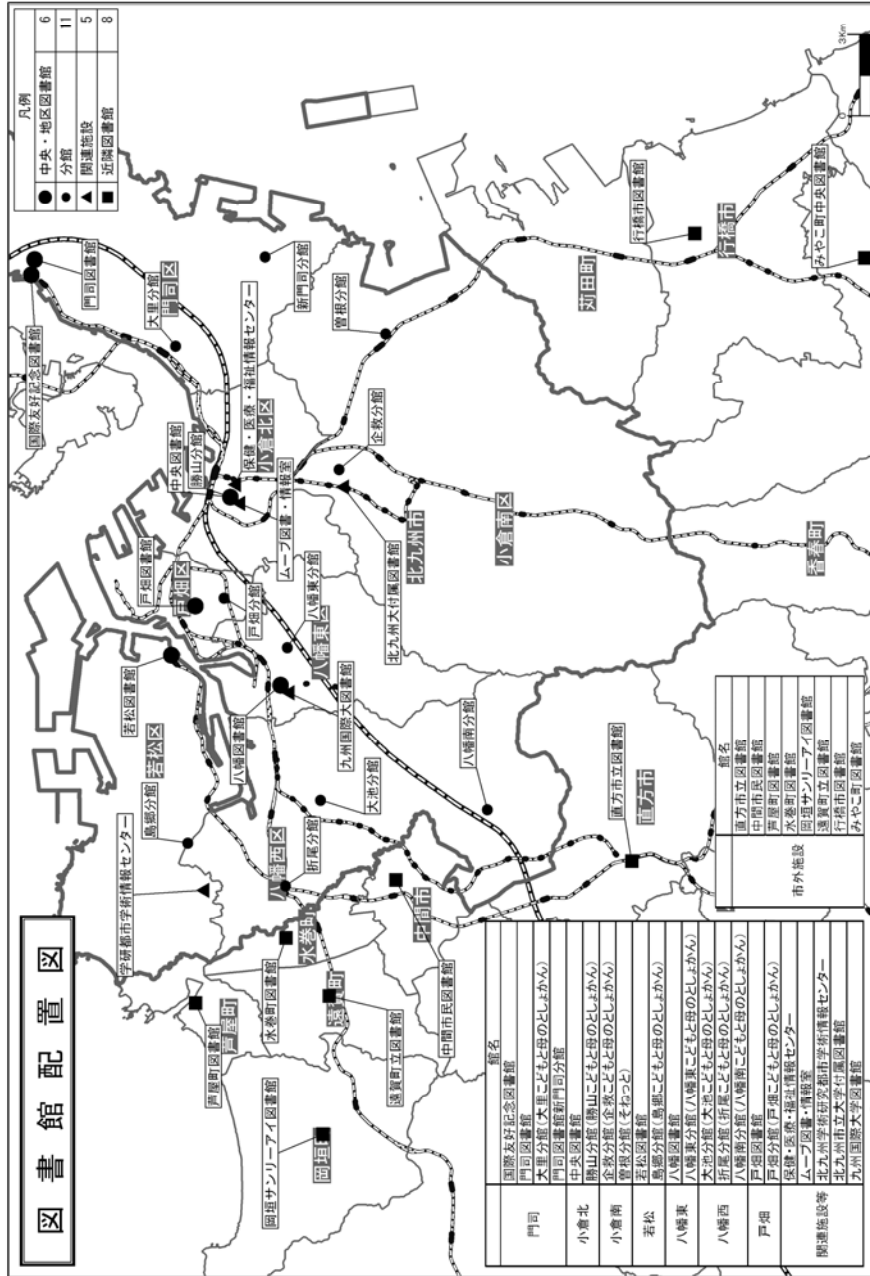 図書館配置図
凡例
● 中央・地区図書館 6
● 分館 11
▲ 関連施設 5
■ 近隣図書館 8
国際友好記念図書館
門司図書館
大里分館
門司区
新門司分館
曽根分館
中央図書館
勝山分館
保健・医療・福祉情報センター
小倉北区
ムーブ図書・情報室
企救分館
戸畑図書館
戸畑区
戸畑分館
八幡東分館
八幡東区
北九州大付属図書館
北九州市
小倉南区
若松図書館
若松区
八幡図書館
九州国際大図書館
島郷分館
学研都市学術情報センター
大池分館
折尾分館
八幡西区
八幡南分館
芦屋町図書館
芦屋町
水巻町図書館
水巻町
遠賀町
遠賀町立図書館
中間市
中間市民図書館
岡垣サンリーアイ図書館
岡垣町
直方市立図書館
直方市
香春町
苅田町
行橋市図書館
行橋市
みやこ町中央図書館
0 3Km
館名
門司
国際友好記念図書館
門司図書館
大里分館(大里こどもと母のとしょかん)
門司図書館新門司分館
小倉北
中央図書館
勝山分館(勝山こどもと母のとしょかん)
小倉南
企救分館(企救こどもと母のとしょかん)
曽根分館(そねっと)
若松
若松図書館
島郷分館(島郷こどもと母のとしょかん)
八幡東
八幡図書館
八幡東分館(八幡東こどもと母のとしょかん)
八幡西
大池分館(大池こどもと母のとしょかん)
折尾分館(折尾こどもと母のとしょかん)
八幡南分館(八幡南こどもと母のとしょかん)
戸畑
戸畑図書館
戸畑分館(戸畑こどもと母のとしょかん)
関連施設等
保健・医療・福祉情報センター
ムーブ図書・情報室
北九州学術研究都市学術情報センター
北九州市立大学付属図書館
九州国際大学図書館
館名
市外施設
直方市立図書館
中間市民図書館
芦屋町図書館
水巻町図書館
岡垣サンリーアイ図書館
遠賀町立図書館
行橋市図書館
みやこ町図書館